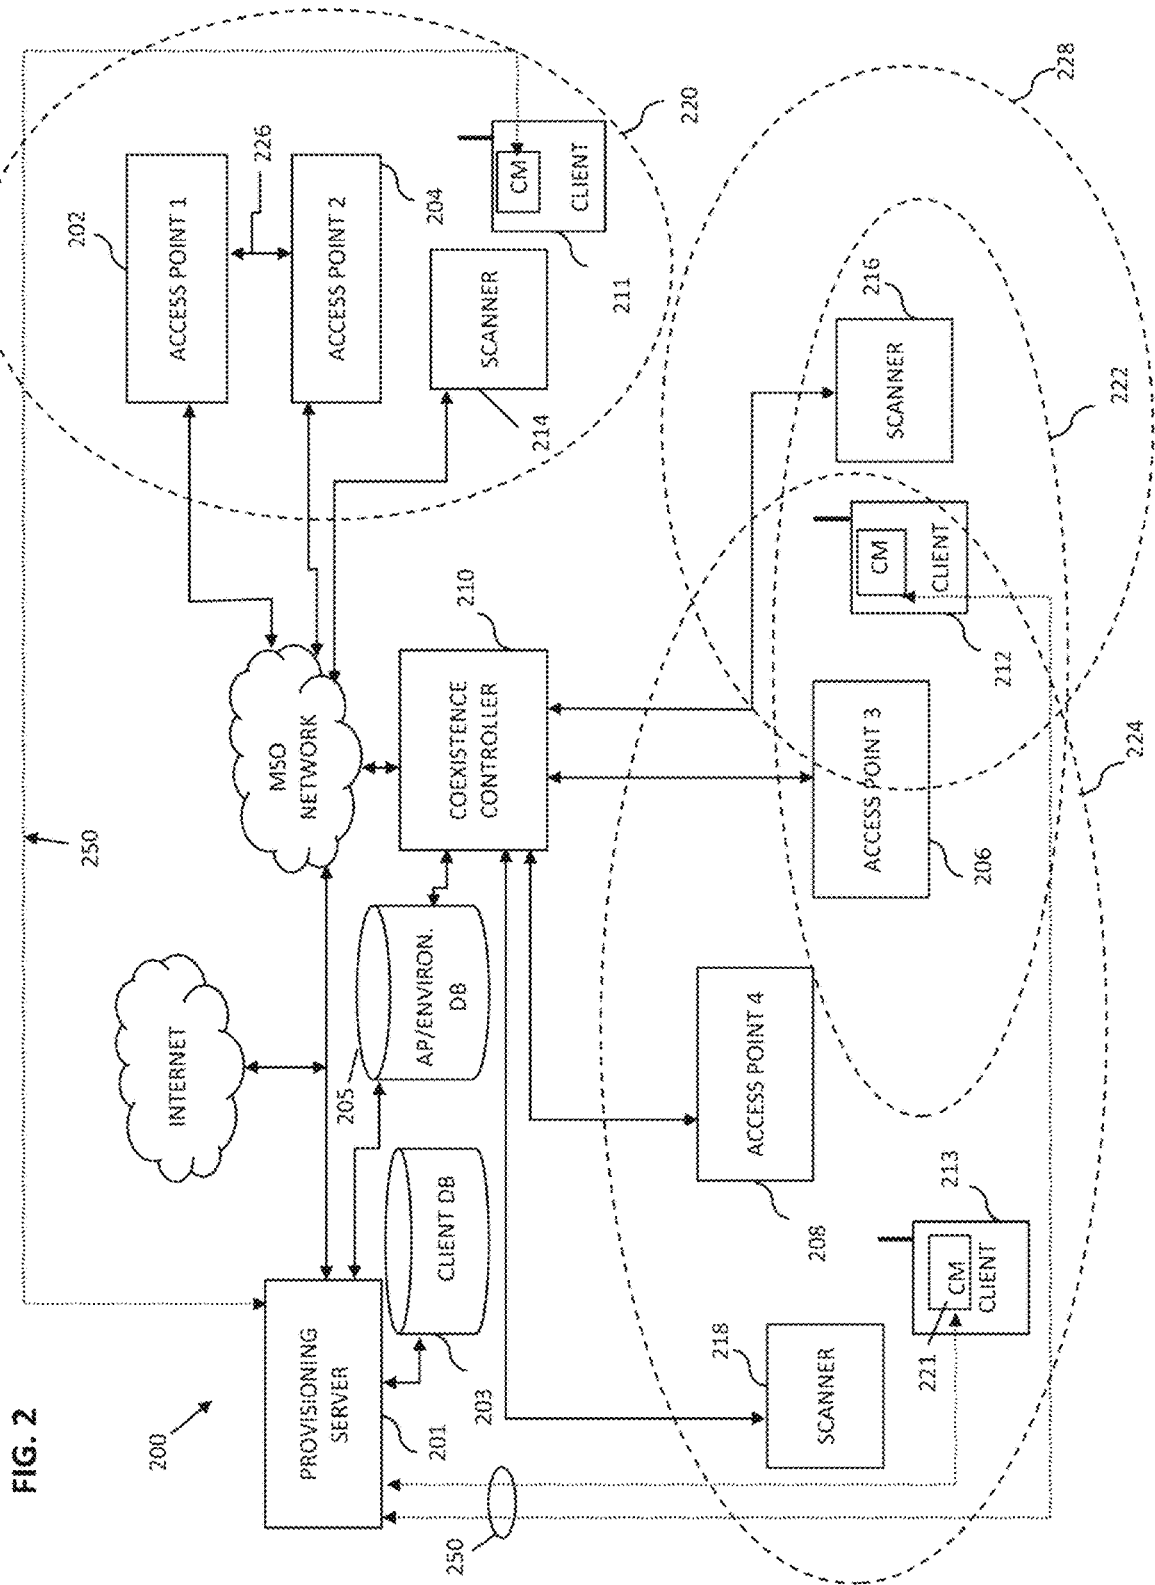 FIG. 2
200
PROVISIONING
SERVER
201
203
CLIENT DB
250
INTERNET
205
AP/ENVIRON.
DB
250
MSO
NETWORK
COEXISTENCE
CONTROLLER
210
202
ACCESS POINT 1
226
ACCESS POINT 2
204
SCANNER
214
CM
CLIENT
211
220
218
SCANNER
221
CM
CLIENT
213
ACCESS POINT 4
208
ACCESS POINT 3
206
224
CM
CLIENT
212
SCANNER
216
222
228